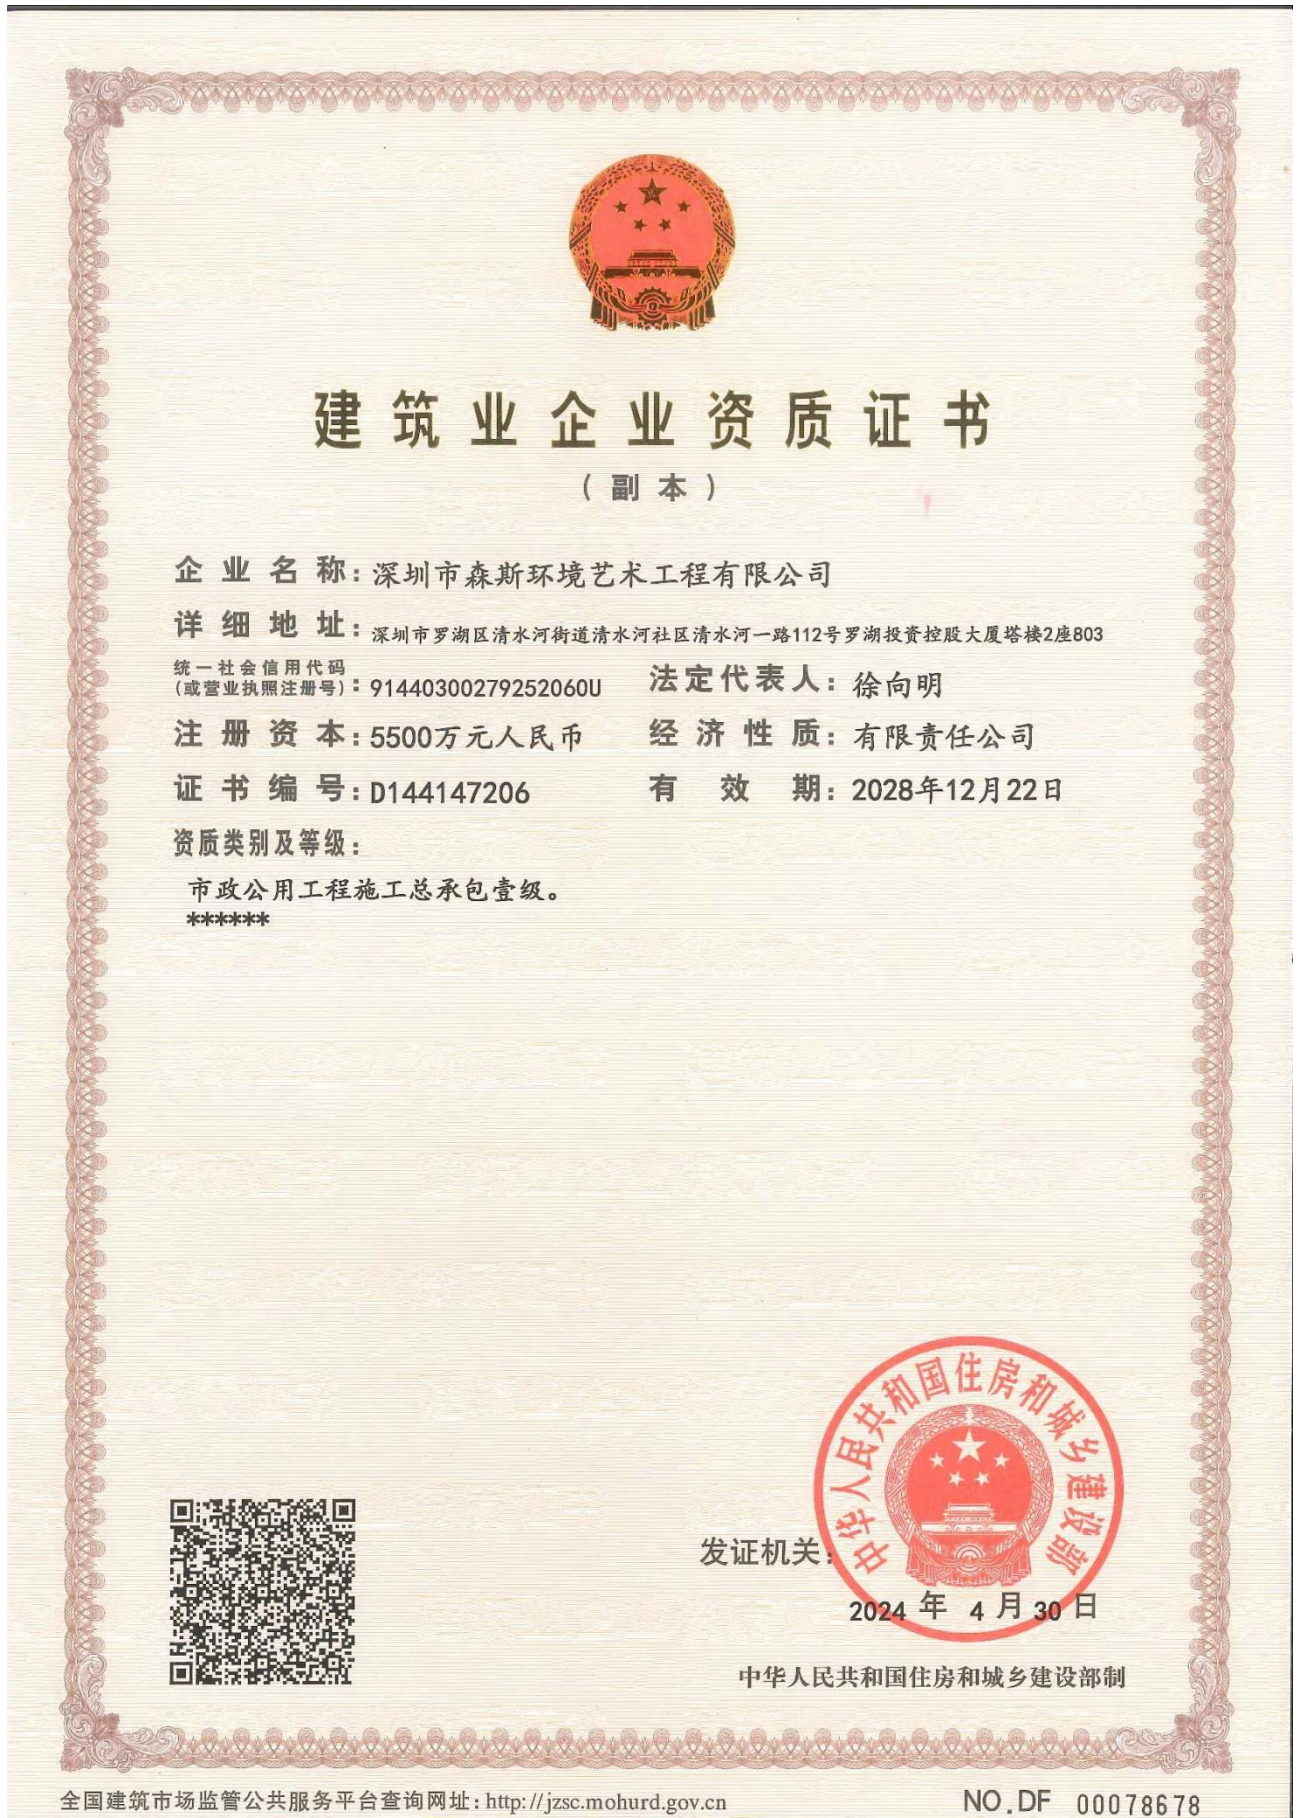 建筑业企业资质证书
（副本）
企业名称：深圳市森斯环境艺术工程有限公司
详细地址：深圳市罗湖区清水河街道清水河社区清水河一路112号罗湖投资控股大厦塔楼2座803
统一社会信用代码
(或营业执照注册号)：91440300279252060U 法定代表人：徐向明
注册资本：5500万元人民币 经济性质：有限责任公司
证书编号：D144147206 有效期：2028年12月22日
资质类别及等级：
市政公用工程施工总承包壹级。
******
中华人民共和国住房和城乡建设部
发证机关：
2024 年 4 月 30 日
中华人民共和国住房和城乡建设部制
全国建筑市场监管公共服务平台查询网址：http://jzsc.mohurd.gov.cn
NO.DF 00078678